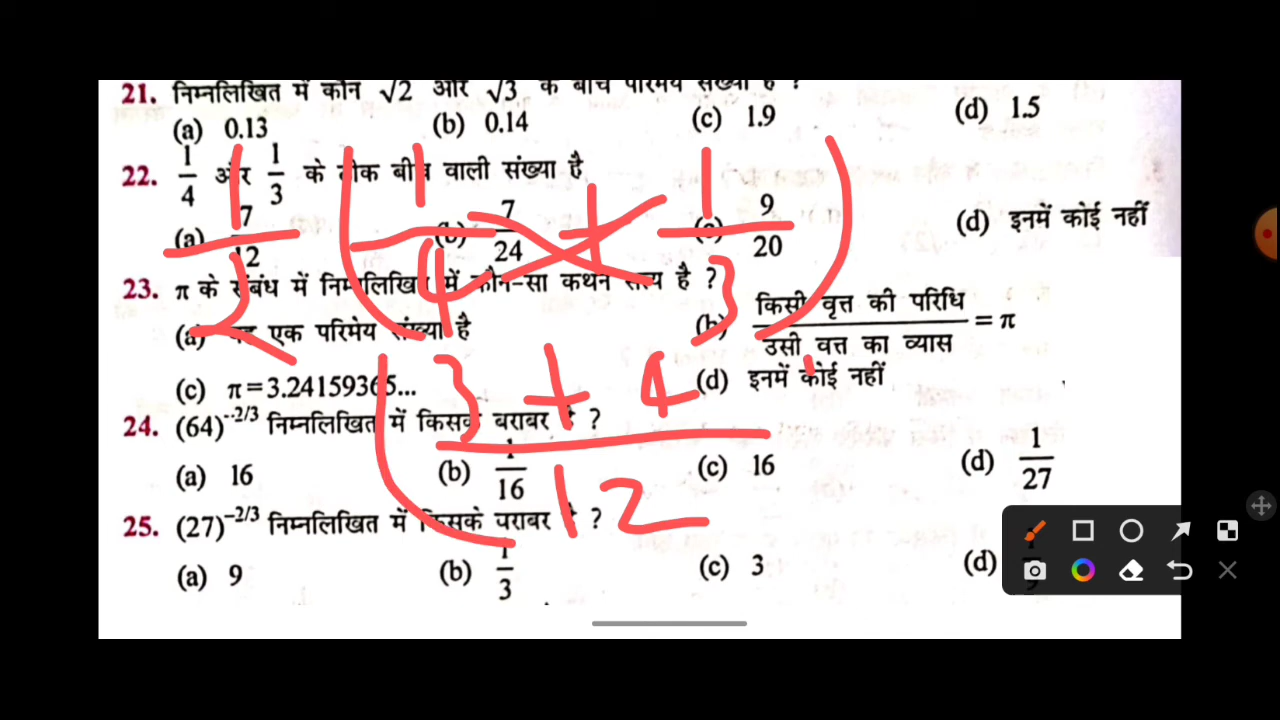 21. निम्नलिखित में कौन √2 और √3 के बीच परिमेय संख्या है ?
(a) 0.13 (b) 0.14 (c) 1.9 (d) 1.5
22. 1/4 और 1/3 के ठीक बीच वाली संख्या है
(a) 7/12 (b) 7/24 (c) 9/20 (d) इनमें कोई नहीं
1/2 (1/4 + 1/3)
23. π के संबंध में निम्नलिखित में कौन-सा कथन सत्य है ?
(a) यह एक परिमेय संख्या है (b) किसी वृत्त की परिधि / उसी वृत्त का व्यास = π
(c) π=3.24159365... (d) इनमें कोई नहीं
(3 + 4 / 12
24. (64)^-2/3 निम्नलिखित में किसके बराबर है ?
(a) 16 (b) 1/16 (c) 16 (d) 1/27
25. (27)^-2/3 निम्नलिखित में किसके बराबर ?
(a) 9 (b) 1/3 (c) 3 (d)